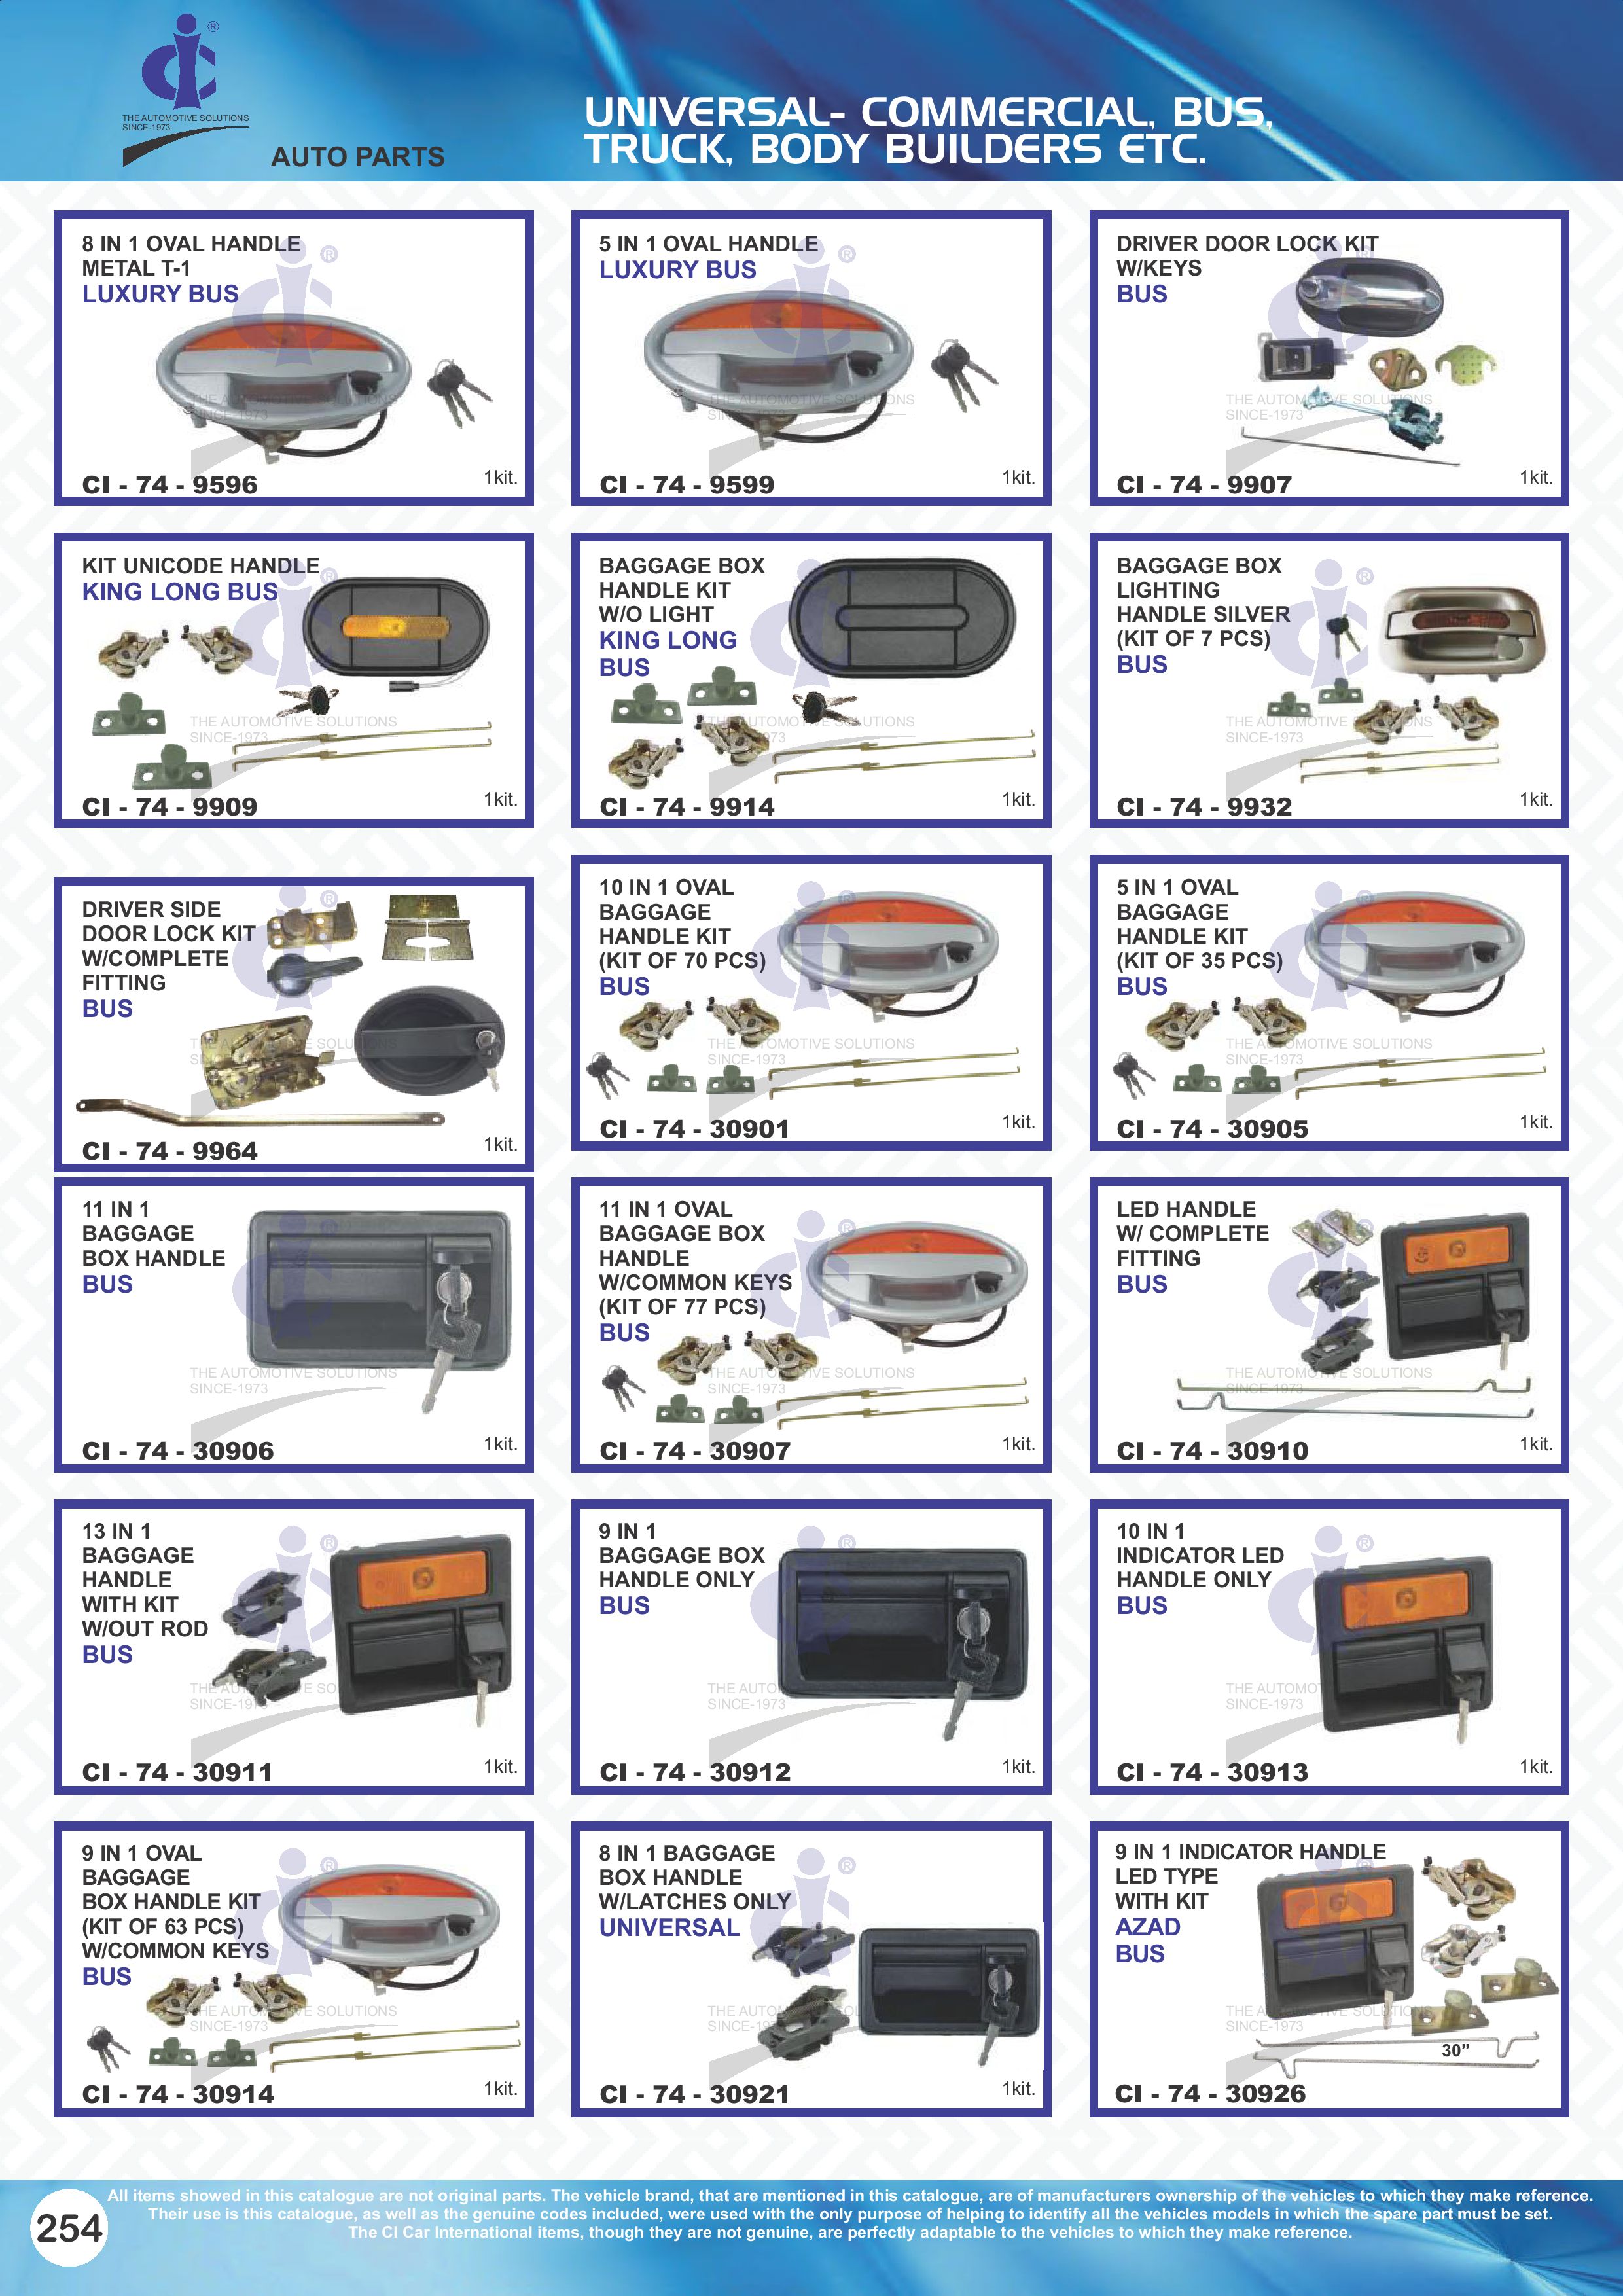 THE AUTOMOTIVE SOLUTIONS
SINCE-1973
AUTO PARTS
UNIVERSAL- COMMERCIAL, BUS,
TRUCK, BODY BUILDERS ETC.
8 IN 1 OVAL HANDLE
METAL T-1
LUXURY BUS
CI - 74 - 9596
1kit.
5 IN 1 OVAL HANDLE
LUXURY BUS
CI - 74 - 9599
1kit.
DRIVER DOOR LOCK KIT
W/KEYS
BUS
CI - 74 - 9907
1kit.
KIT UNICODE HANDLE
KING LONG BUS
CI - 74 - 9909
1kit.
BAGGAGE BOX
HANDLE KIT
W/O LIGHT
KING LONG
BUS
CI - 74 - 9914
1kit.
BAGGAGE BOX
LIGHTING
HANDLE SILVER
(KIT OF 7 PCS)
BUS
CI - 74 - 9932
1kit.
DRIVER SIDE
DOOR LOCK KIT
W/COMPLETE
FITTING
BUS
CI - 74 - 9964
1kit.
10 IN 1 OVAL
BAGGAGE
HANDLE KIT
(KIT OF 70 PCS)
BUS
CI - 74 - 30901
1kit.
5 IN 1 OVAL
BAGGAGE
HANDLE KIT
(KIT OF 35 PCS)
BUS
CI - 74 - 30905
1kit.
11 IN 1
BAGGAGE
BOX HANDLE
BUS
CI - 74 - 30906
1kit.
11 IN 1 OVAL
BAGGAGE BOX
HANDLE
W/COMMON KEYS
(KIT OF 77 PCS)
BUS
CI - 74 - 30907
1kit.
LED HANDLE
W/ COMPLETE
FITTING
BUS
CI - 74 - 30910
1kit.
13 IN 1
BAGGAGE
HANDLE
WITH KIT
W/OUT ROD
BUS
CI - 74 - 30911
1kit.
9 IN 1
BAGGAGE BOX
HANDLE ONLY
BUS
CI - 74 - 30912
1kit.
10 IN 1
INDICATOR LED
HANDLE ONLY
BUS
CI - 74 - 30913
1kit.
9 IN 1 OVAL
BAGGAGE
BOX HANDLE KIT
(KIT OF 63 PCS)
W/COMMON KEYS
BUS
CI - 74 - 30914
1kit.
8 IN 1 BAGGAGE
BOX HANDLE
W/LATCHES ONLY
UNIVERSAL
CI - 74 - 30921
1kit.
9 IN 1 INDICATOR HANDLE
LED TYPE
WITH KIT
AZAD
BUS
30”
CI - 74 - 30926
254
All items showed in this catalogue are not original parts. The vehicle brand, that are mentioned in this catalogue, are of manufacturers ownership of the vehicles to which they make reference.
Their use is this catalogue, as well as the genuine codes included, were used with the only purpose of helping to identify all the vehicles models in which the spare part must be set.
The CI Car International items, though they are not genuine, are perfectly adaptable to the vehicles to which they make reference.